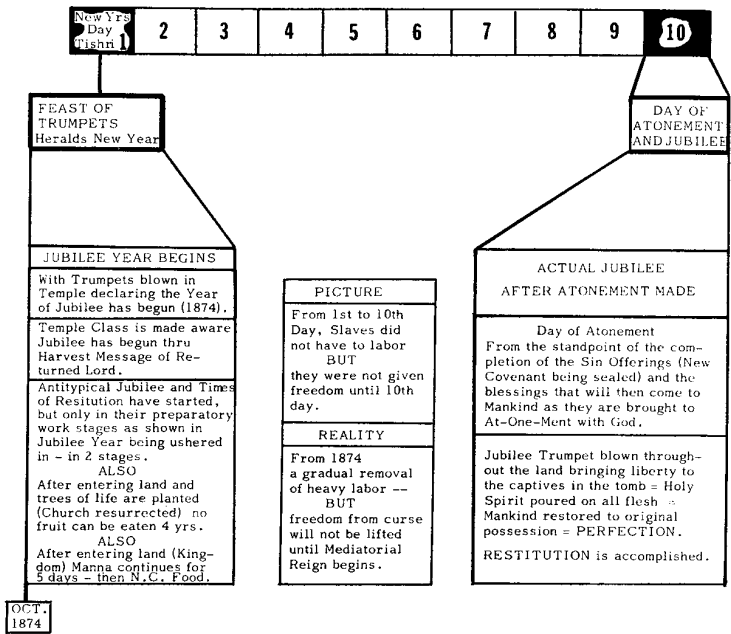 New Yrs
Day
Tishri 1
2 3 4 5 6 7 8 9 10
FEAST OF
TRUMPETS
Heralds New Year
DAY OF
ATONEMENT
AND JUBILEE
JUBILEE YEAR BEGINS
With Trumpets blown in
Temple declaring the Year
of Jubilee has begun (1874).
Temple Class is made aware
Jubilee has begun thru
Harvest Message of Re-
turned Lord.
Antitypical Jubilee and Times
of Resitution have started,
but only in their preparatory
work stages as shown in
Jubilee Year being ushered
in - in 2 stages.
ALSO
After entering land and
trees of life are planted
(Church resurrected) no
fruit can be eaten 4 yrs.
ALSO
After entering land (King-
dom) Manna continues for
5 days - then N.C. Food.
OCT.
1874
PICTURE
From 1st to 10th
Day, Slaves did
not have to labor
BUT
they were not given
freedom until 10th
day.
REALITY
From 1874
a gradual removal
of heavy labor --
BUT
freedom from curse
will not be lifted
until Mediatorial
Reign begins.
ACTUAL JUBILEE
AFTER ATONEMENT MADE
Day of Atonement
From the standpoint of the com-
pletion of the Sin Offerings (New
Covenant being sealed) and the
blessings that will then come to
Mankind as they are brought to
At-One-Ment with God.
Jubilee Trumpet blown through-
out the land bringing liberty to
the captives in the tomb = Holy
Spirit poured on all flesh =
Mankind restored to original
possession = PERFECTION.
RESTITUTION is accomplished.